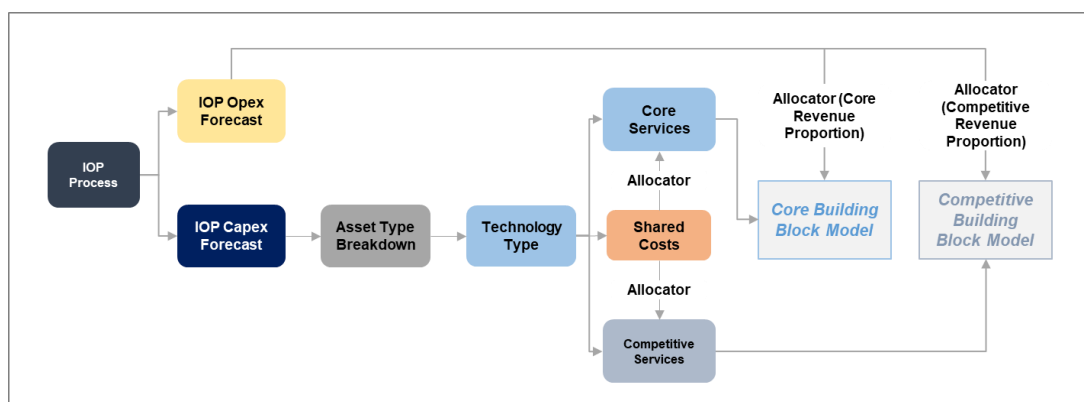 IOP
Process
IOP Opex
Forecast
IOP Capex
Forecast
Asset Type
Breakdown
Technology
Type
Core
Services
Allocator
Shared
Costs
Allocator
Competitive
Services
Allocator (Core
Revenue
Proportion)
Core Building
Block Model
Allocator
(Competitive
Revenue
Proportion)
Competitive
Building
Block Model